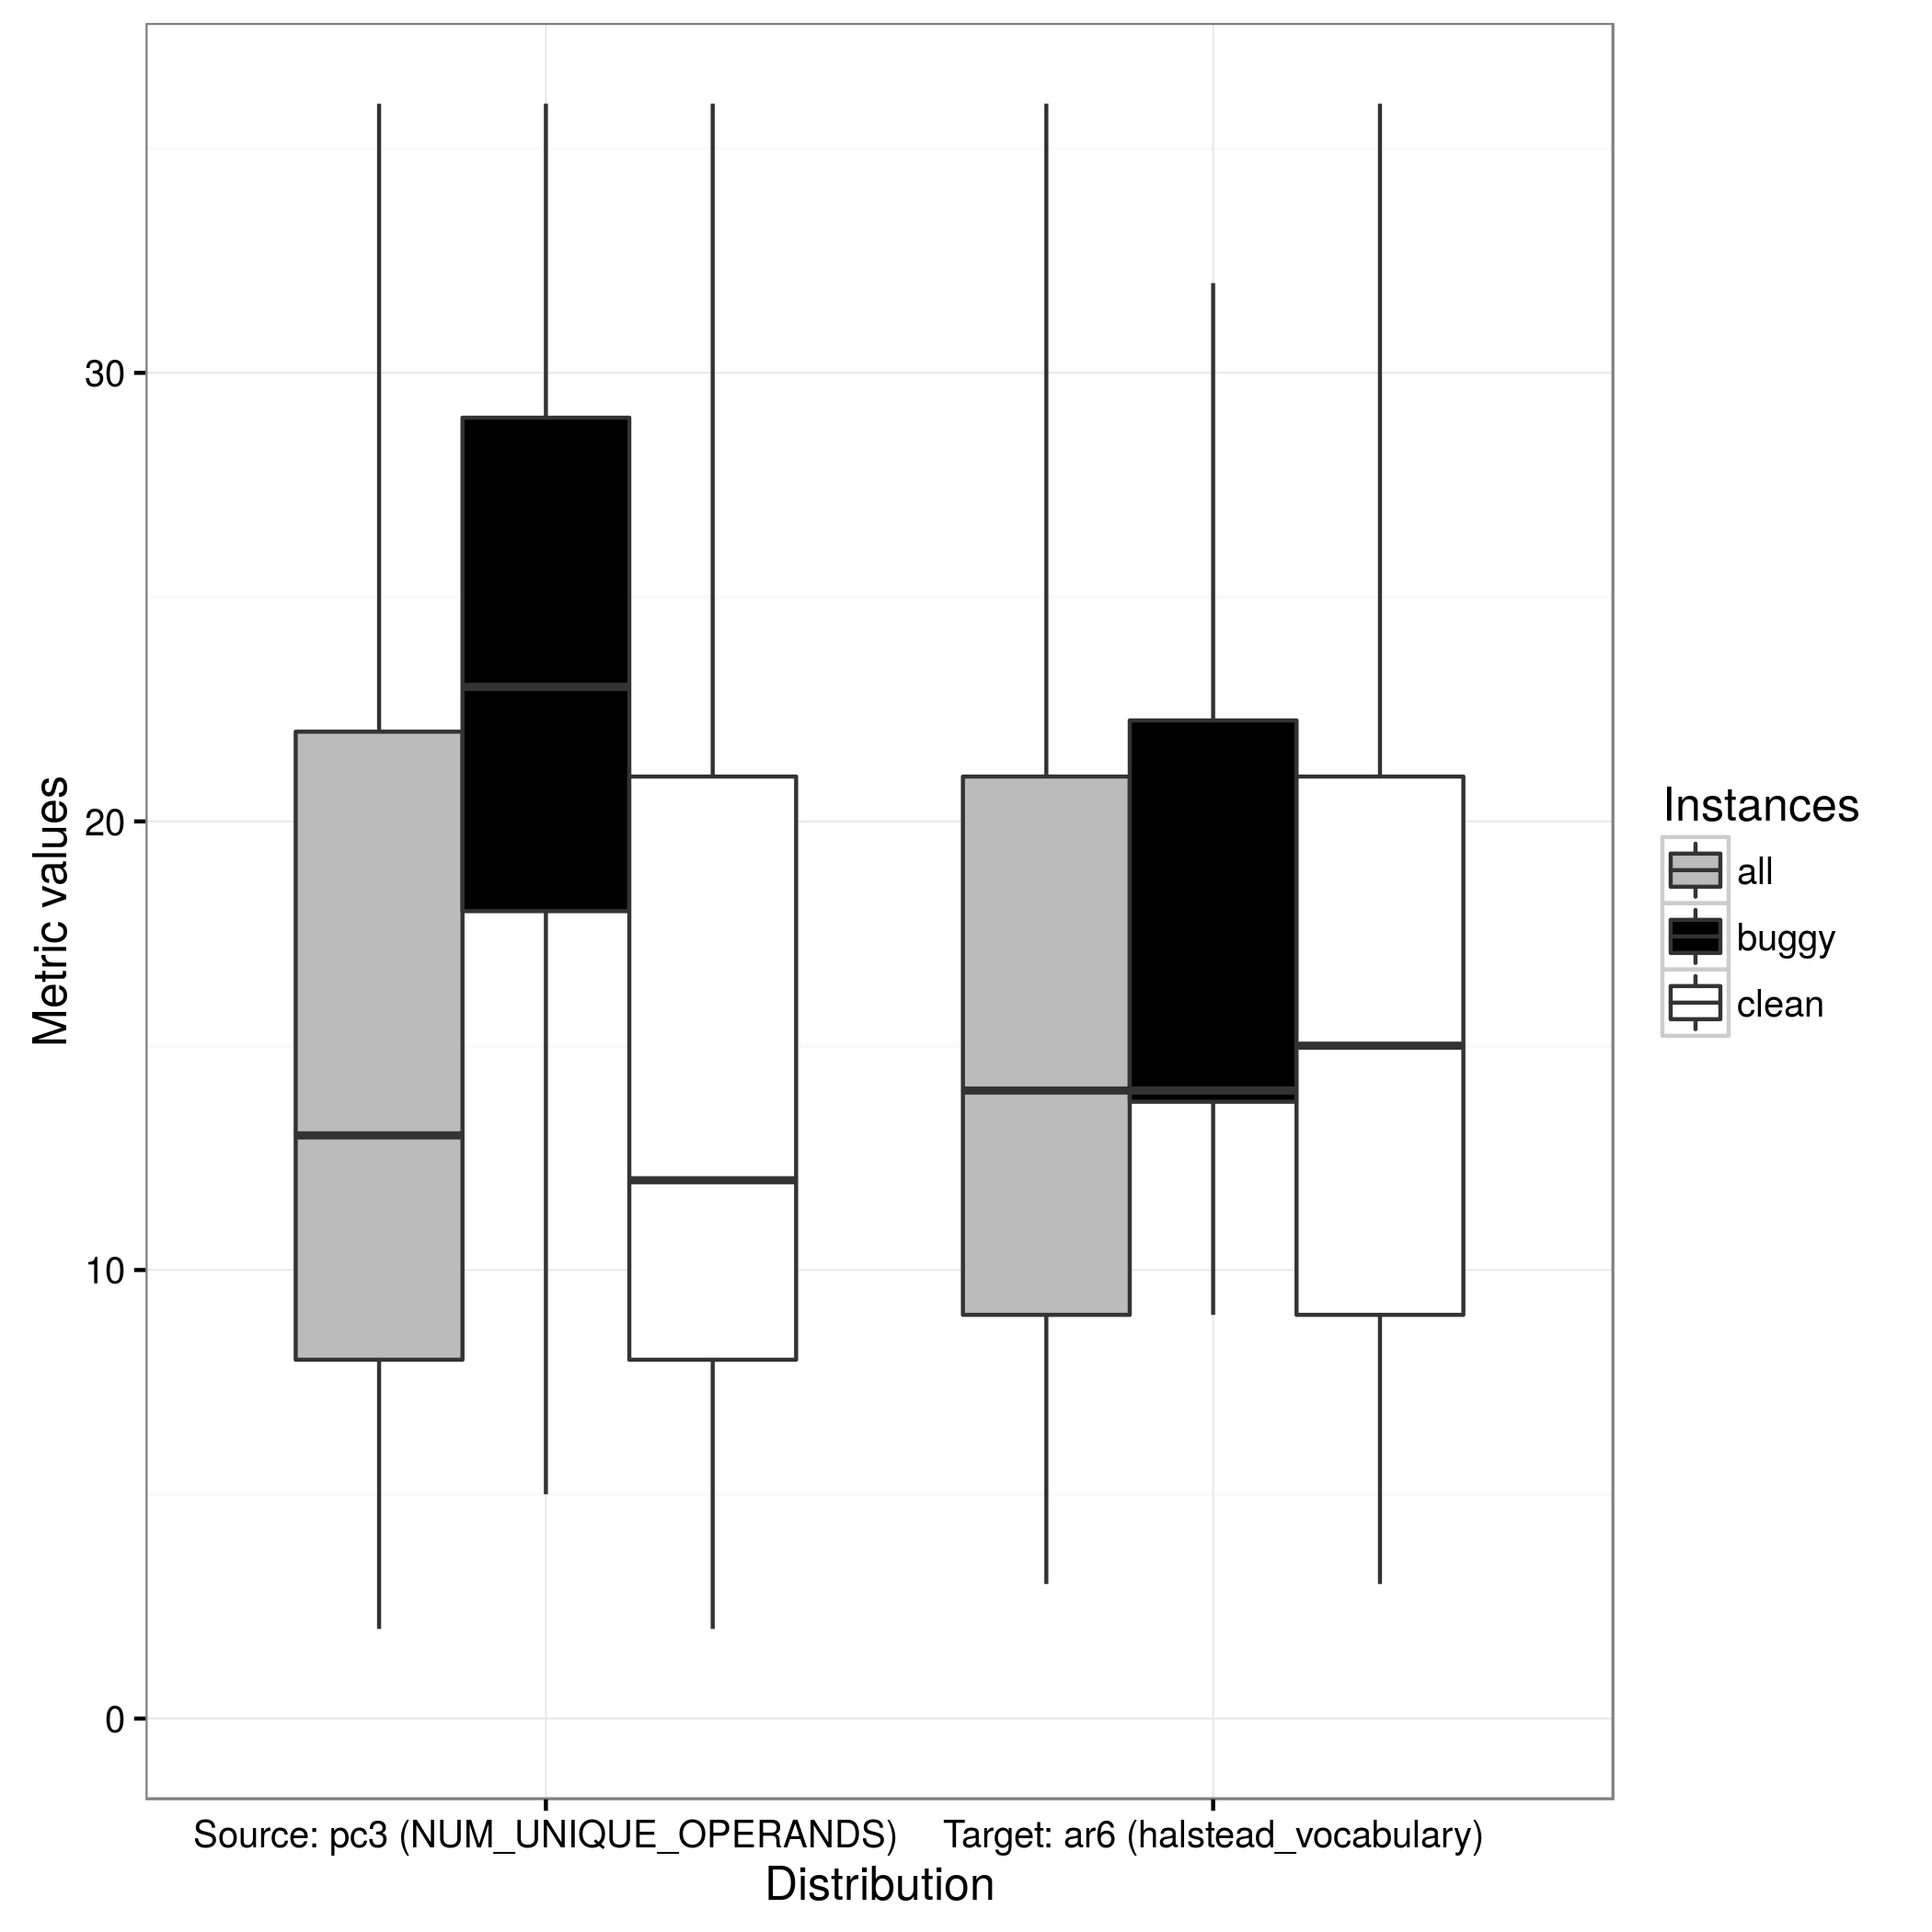 Metric values
30
20
10
0
Source: pc3 (NUM_UNIQUE_OPERANDS)
Target: ar6 (halstead_vocabulary)
Distribution
Instances
all
buggy
clean